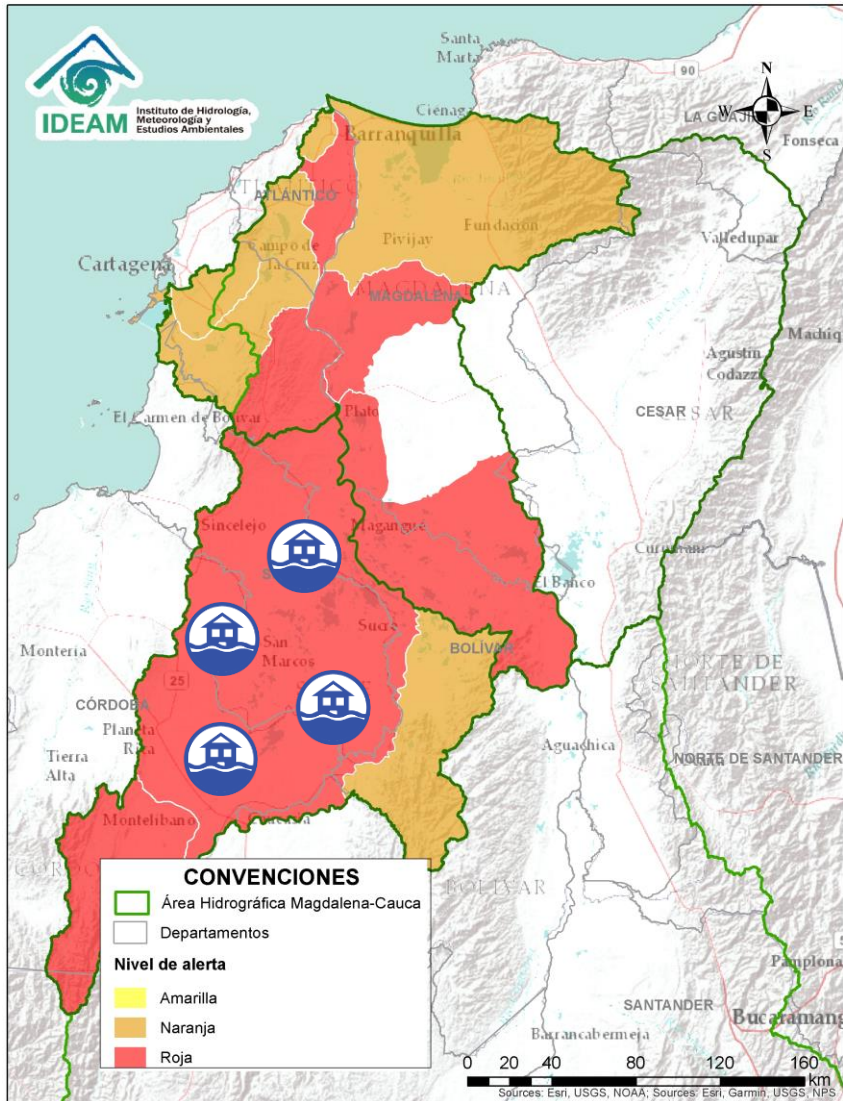 Santa
Marta
90
N
W
E
S
IDEAM
Instituto de Hidrología,
Meteorología y
Estudios Ambientales
Ciénaga
Barranquilla
Fonseca
ATLÁNTICO
Campo de
la Cruz
Pivijay
Fundación
Valledupar
Cartagena
MAGDALENA
Agustín
Codazzi
El Carmen de Bolívar
Plato
CESAR
Sincelejo
Magangué
Curumaní
El Banco
Sucre
San
Marcos
BOLÍVAR
Montería
25
CÓRDOBA
Planeta
Rica
NORTE DE
SANTANDER
Tierra
Alta
Aguachica
NORTE DE SANTANDER
Montelíbano
Caucasia
BOLÍVAR
CONVENCIONES
Área Hidrográfica Magdalena-Cauca
Departamentos
Nivel de alerta
Amarilla
Naranja
Roja
Pamplona
SANTANDER
Barrancabermeja
0 20 40 80 120 160
km
Sources: Esri, USGS, NOAA; Sources: Esri, Garmin, USGS, NPS